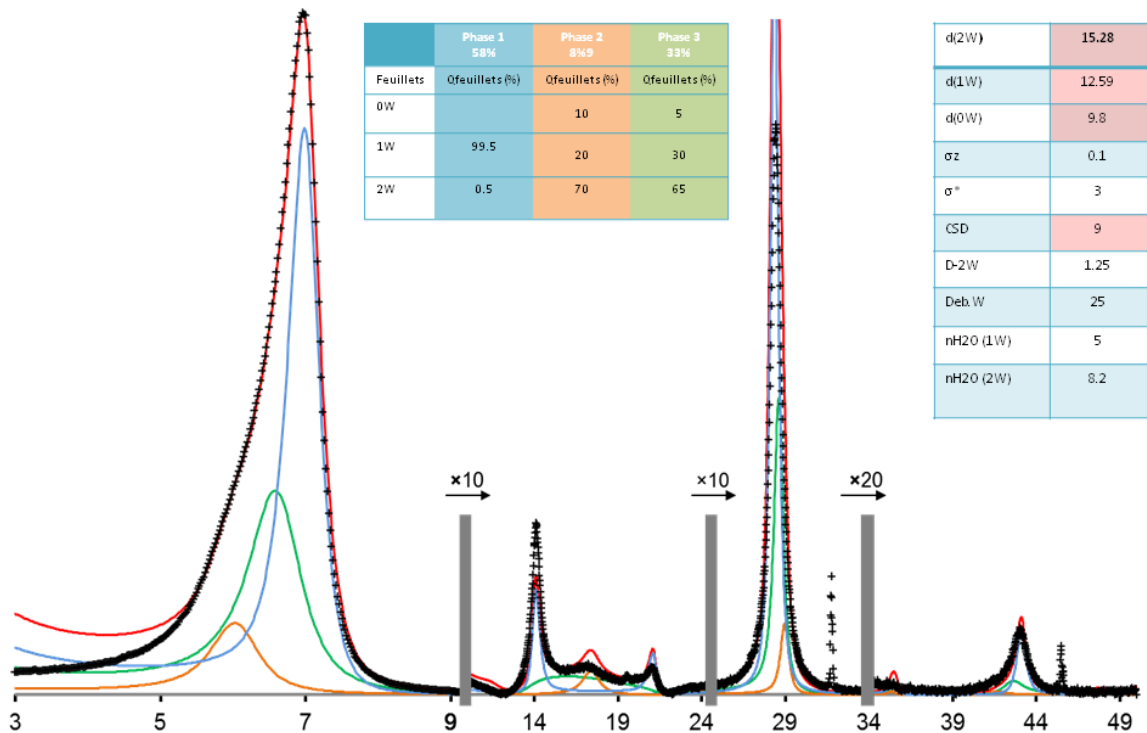 Phase 1 Phase 2 Phase 3
58% 8%9 33%
Feuillets Qfeuillets (%) Qfeuillets (%) Qfeuillets (%)
0W 10 5
1W 99.5 20 30
2W 0.5 70 65
d(2W) 15.28
d(1W) 12.59
d(0W) 9.8
σz 0.1
σ* 3
CSD 9
D-2W 1.25
Deb.W 25
nH2O (1W) 5
nH2O (2W) 8.2
×10 ×10 ×20
3 5 7 9 14 19 24 29 34 39 44 49